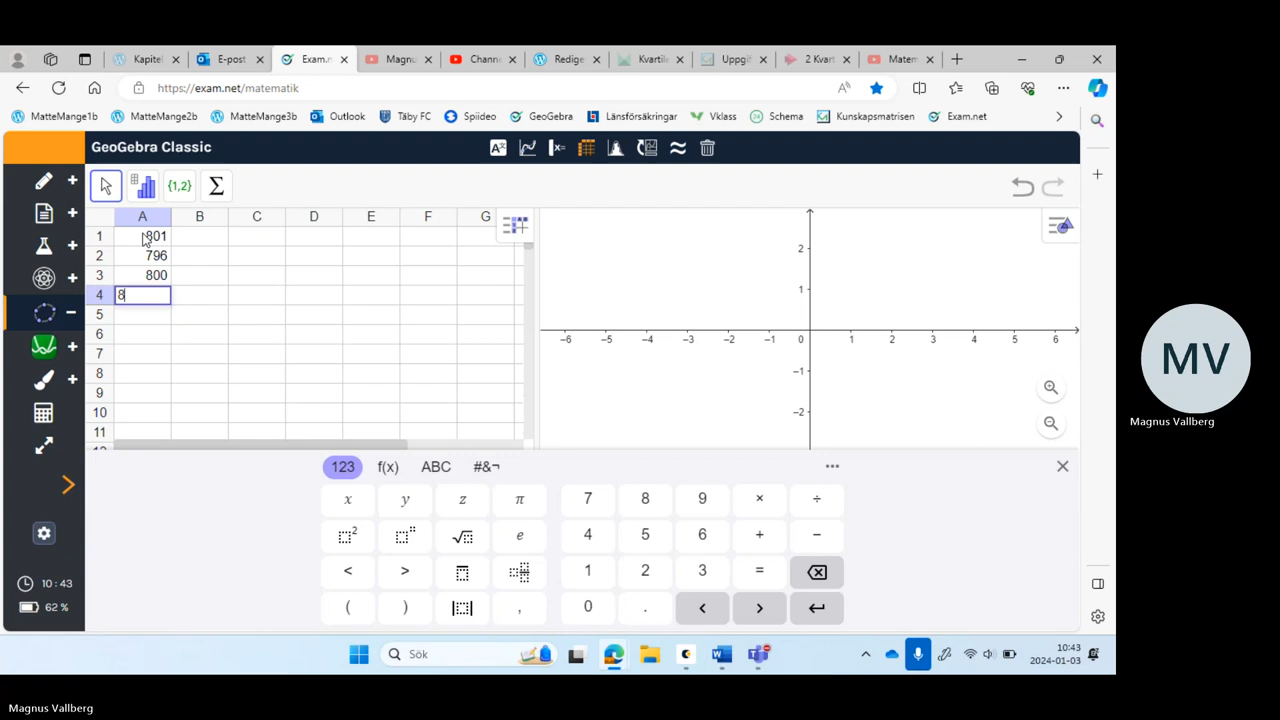 Kapitel
E-post
Exam.n
Magnu
Chann
Redige
Kvartile
Uppgif
2 Kvart
Matem
https://exam.net/matematik
MatteMange1b
MatteMange2b
MatteMange3b
Outlook
Täby FC
Spiideo
GeoGebra
Länsförsäkringar
Vklass
Schema
Kunskapsmatrisen
Exam.net
GeoGebra Classic
{1,2} Σ
A B C D E F G
1 801
2 796
3 800
4 8
5
6
7
8
9
10
11
2
1
−6 −5 −4 −3 −2 −1 0 1 2 3 4 5 6
−1
−2
123 f(x) ABC #&¬
x y z π 7 8 9 × ÷
e 4 5 6 + −
< > 1 2 3 =
( ) , 0 . < >
10:43
62 %
Sök
10:43
2024-01-03
MV
Magnus Vallberg
Magnus Vallberg